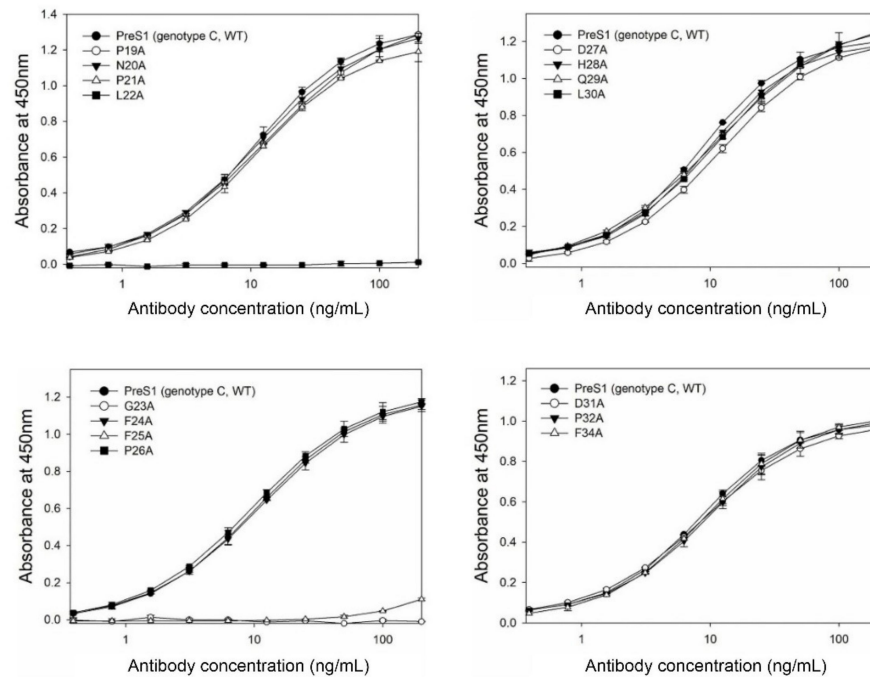 1.4
1.2
1.0
0.8
0.6
0.4
0.2
0.0
Absorbance at 450nm
PreS1 (genotype C, WT)
P19A
N20A
P21A
L22A
1
10
100
Antibody concentration (ng/mL)
1.2
1.0
0.8
0.6
0.4
0.2
0.0
Absorbance at 450nm
PreS1 (genotype C, WT)
D27A
H28A
Q29A
L30A
1
10
100
Antibody concentration (ng/mL)
1.2
1.0
0.8
0.6
0.4
0.2
0.0
Absorbance at 450nm
PreS1 (genotype C, WT)
G23A
F24A
F25A
P26A
1
10
100
Antibody concentration (ng/mL)
1.2
1.0
0.8
0.6
0.4
0.2
0.0
Absorbance at 450nm
PreS1 (genotype C, WT)
D31A
P32A
F34A
1
10
100
Antibody concentration (ng/mL)